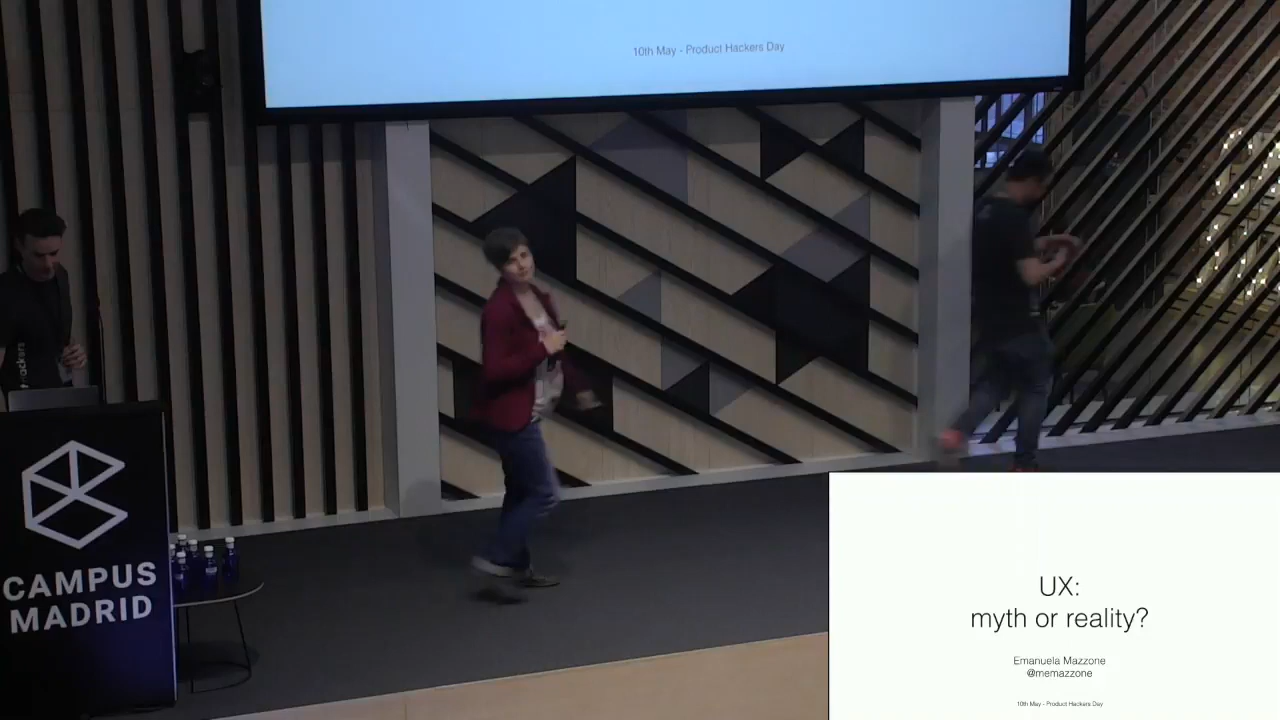 10th May - Product Hackers Day
CAMPUS
MADRID
UX:
myth or reality?
Emanuela Mazzone
@memazzone
10th May - Product Hackers Day